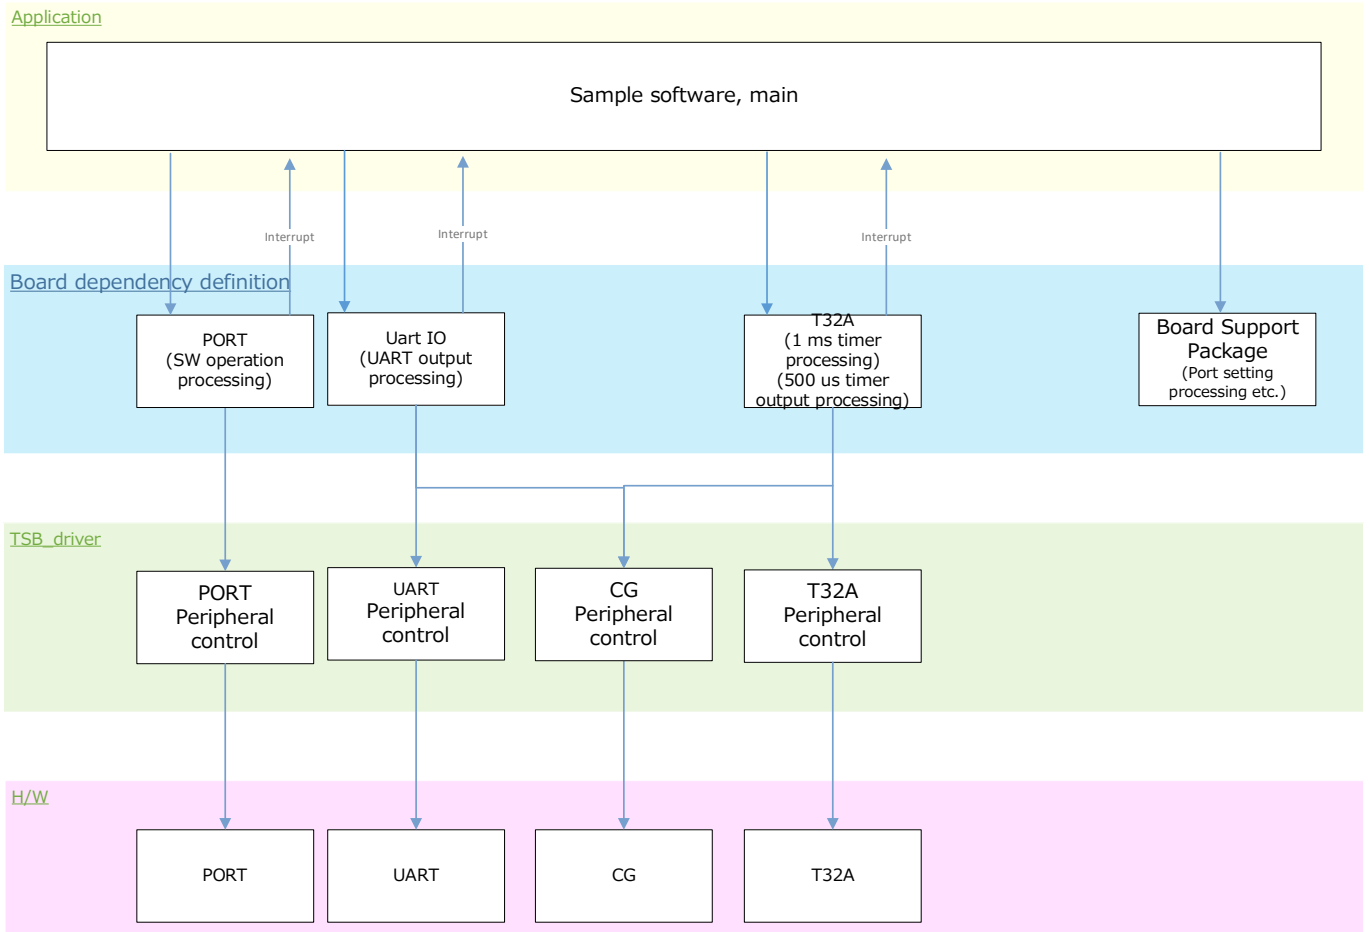 Application
Sample software, main
Interrupt
Interrupt
Interrupt
Board dependency definition
PORT
(SW operation
processing)
Uart IO
(UART output
processing)
T32A
(1 ms timer
processing)
(500 us timer
output processing)
Board Support
Package
(Port setting
processing etc.)
TSB_driver
PORT
Peripheral
control
UART
Peripheral
control
CG
Peripheral
control
T32A
Peripheral
control
H/W
PORT
UART
CG
T32A